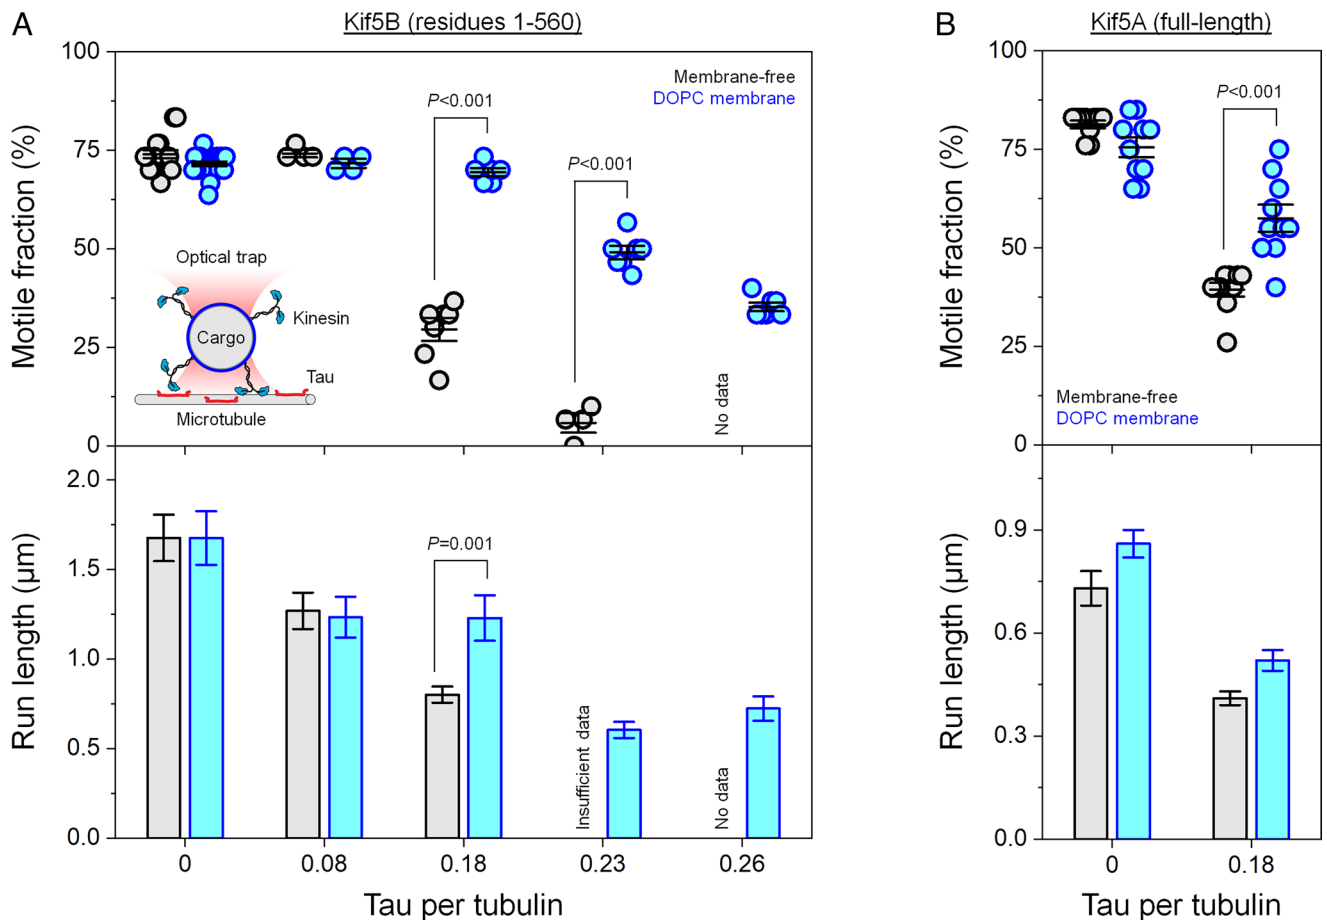 A
Kif5B (residues 1-560)
100
75
50
25
0
Motile fraction (%)
Membrane-free
DOPC membrane
P<0.001
P<0.001
Optical trap
Kinesin
Cargo
Tau
Microtubule
No data
2.0
1.5
1.0
0.5
0.0
Run length (µm)
P=0.001
Insufficient data
No data
0 0.08 0.18 0.23 0.26
Tau per tubulin
B
Kif5A (full-length)
100
75
50
25
0
Motile fraction (%)
P<0.001
Membrane-free
DOPC membrane
0.9
0.6
0.3
0.0
Run length (µm)
0 0.18
Tau per tubulin